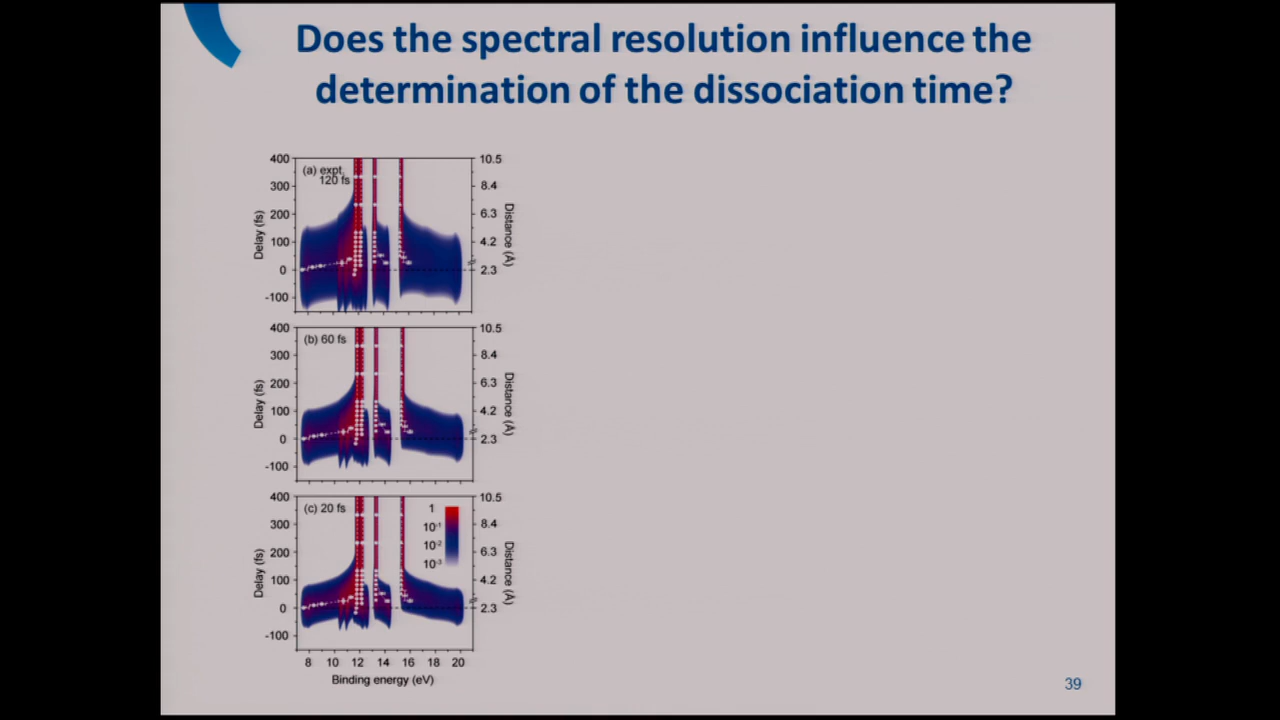 Does the spectral resolution influence the
determination of the dissociation time?
400
300
200
100
0
-100
Delay (fs)
(a) expt.
120 fs
10.5
8.4
6.3
4.2
2.3
Distance (Å)
400
300
200
100
0
-100
Delay (fs)
(b) 60 fs
10.5
8.4
6.3
4.2
2.3
Distance (Å)
400
300
200
100
0
-100
Delay (fs)
(c) 20 fs
1
10⁻¹
10⁻²
10⁻³
10.5
8.4
6.3
4.2
2.3
Distance (Å)
8 10 12 14 16 18 20
Binding energy (eV)
39